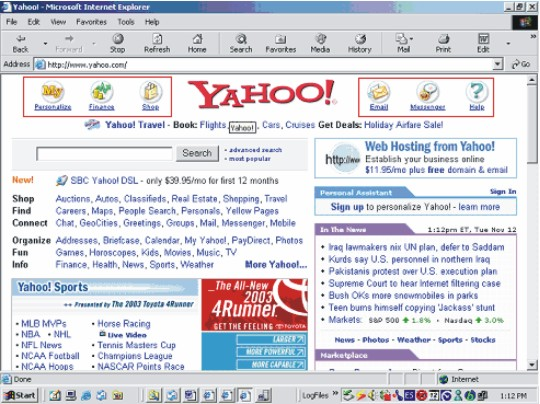 Yahoo! - Microsoft Internet Explorer
File Edit View Favorites Tools Help
Back Forward Stop Refresh Home Search Favorites Media History Mail Print Edit
Address http://www.yahoo.com/ Go
My Personalize Finance Shop YAHOO! Email Messenger Help
Yahoo! Travel - Book: Flights, Yahoo!, Cars, Cruises Get Deals: Holiday Airfare Sale!
Search
• advanced search
• most popular
http://www
Web Hosting from Yahoo!
Establish your business online
$11.95/mo plus free domain & email
New! SBC Yahoo! DSL - only $39.95/mo for first 12 months
Shop Auctions, Autos, Classifieds, Real Estate, Shopping, Travel
Find Careers, Maps, People Search, Personals, Yellow Pages
Connect Chat, GeoCities, Greetings, Groups, Mail, Messenger, Mobile
Organize Addresses, Briefcase, Calendar, My Yahoo!, PayDirect, Photos
Fun Games, Horoscopes, Kids, Movies, Music, TV
Info Finance, Health, News, Sports, Weather More Yahoo!...
Personal Assistant Sign In
Sign up to personalize Yahoo! - learn more
In the News 1:12pm ET, Tue Nov 12
• Iraq lawmakers nix UN plan, defer to Saddam
• Kurds say U.S. personnel in northern Iraq
• Pakistanis protest over U.S. execution plan
• Supreme Court to hear Internet filtering case
• Bush OKs more snowmobiles in parks
• Teen burns himself copying 'Jackass' stunt
• Markets: S&P 500 1.8% • Nasdaq 3.0%
News - Photos - Weather - Sports - Stocks
Marketplace
Yahoo! Sports
Presented by The 2003 Toyota 4Runner
• MLB MVPs
• NBA • NHL
• NFL News
• NCAA Football
• NCAA Hoops
• Horse Racing
Live Video
• Tennis Masters Cup
• Champions League
• NASCAR Points Race
The All-New
2003
4Runner.
GET THE FEELING TOYOTA
LARGER
MORE POWERFUL
MORE CAPABLE
Done Internet
Start LogFiles 1:12 PM